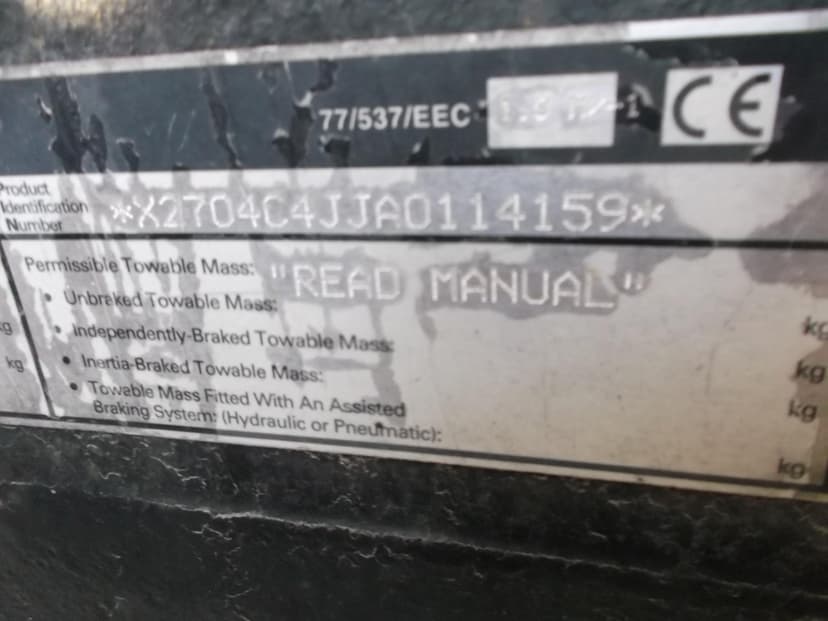 77/537/EEC
CE
Product
Identification
Number
*X2704C4JJA0114159*
Permissible Towable Mass: "READ MANUAL"
• Unbraked Towable Mass: kg
• Independently-Braked Towable Mass: kg
kg
• Inertia-Braked Towable Mass: kg
kg
• Towable Mass Fitted With An Assisted
Braking System: (Hydraulic or Pneumatic): kg